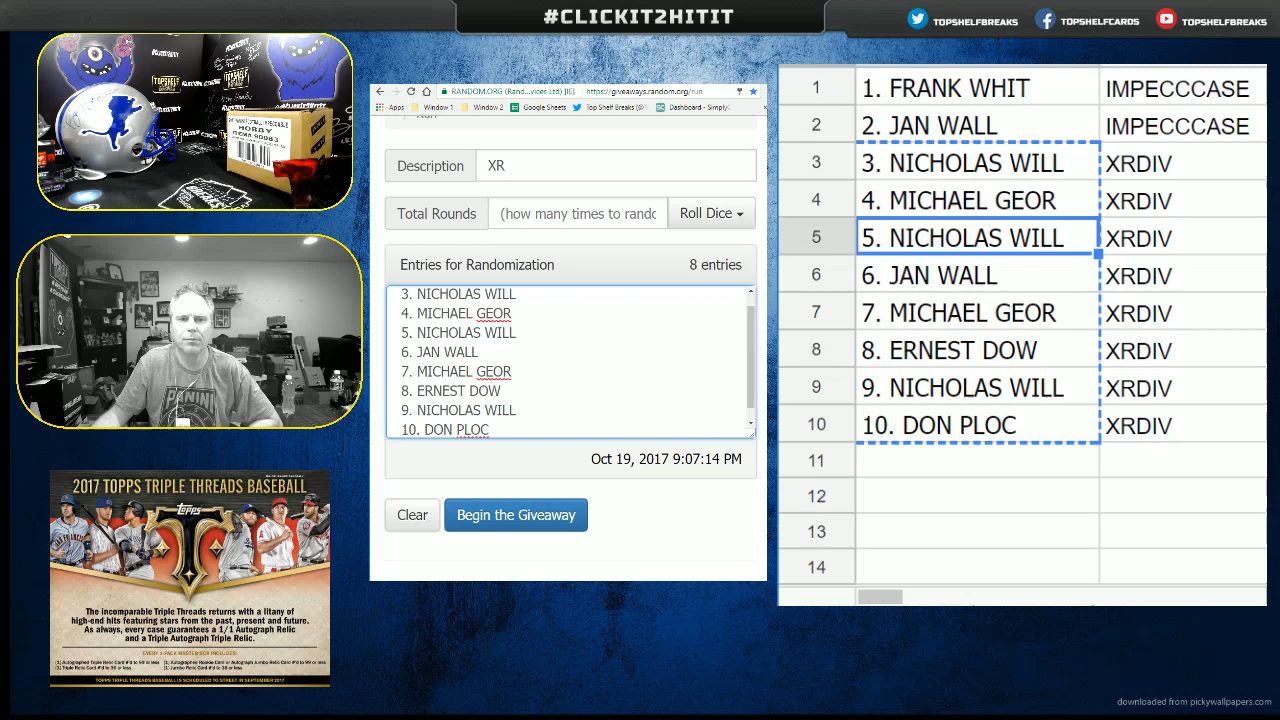 #CLICKIT2HITIT
TOPSHELFBREAKS
TOPSHELFCARDS
TOPSHELFBREAKS
HOBBY
RANDOM.ORG (Rand...vices Ltd) [IE]
https://giveaways.random.org/run
Apps
Window 1
Window 2
Google Sheets
Top Shelf Breaks (@
Dashboard - Simply
Description
XR
Total Rounds
(how many times to rando
Roll Dice
Entries for Randomization
8 entries
3. NICHOLAS WILL
4. MICHAEL GEOR
5. NICHOLAS WILL
6. JAN WALL
7. MICHAEL GEOR
8. ERNEST DOW
9. NICHOLAS WILL
10. DON PLOC
Oct 19, 2017 9:07:14 PM
Clear
Begin the Giveaway
1 1. FRANK WHIT IMPECCCASE
2 2. JAN WALL IMPECCCASE
3 3. NICHOLAS WILL XRDIV
4 4. MICHAEL GEOR XRDIV
5 5. NICHOLAS WILL XRDIV
6 6. JAN WALL XRDIV
7 7. MICHAEL GEOR XRDIV
8 8. ERNEST DOW XRDIV
9 9. NICHOLAS WILL XRDIV
10 10. DON PLOC XRDIV
11
12
13
14
PANINI
2017 TOPPS TRIPLE THREADS BASEBALL
topps
The incomparable Triple Threads returns with a litany of
high-end hits featuring stars from the past, present and future.
As always, every case guarantees a 1/1 Autograph Relic
and a Triple Autograph Triple Relic.
TOPPS TRIPLE THREADS BASEBALL IS SCHEDULED TO STREET IN SEPTEMBER 2017
downloaded from pickywallpapers.com